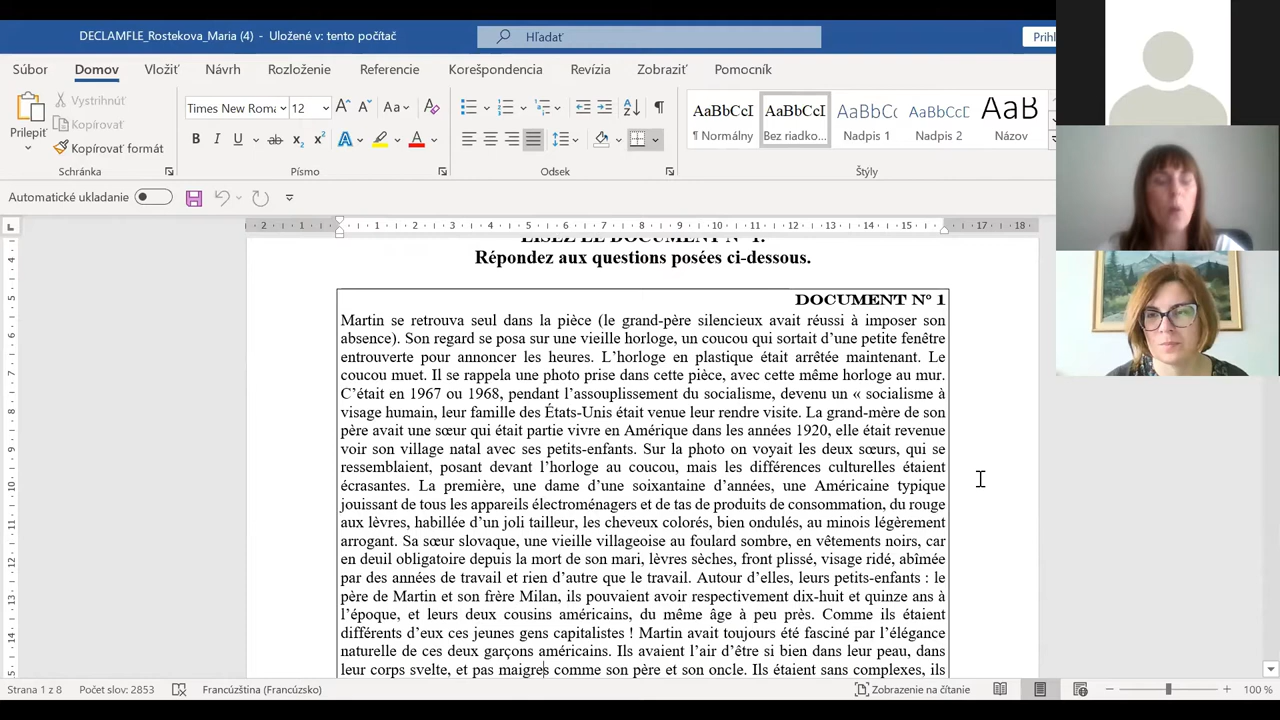 DECLAMFLE_Rostekova_Maria (4) - Uložené v: tento počítač
Hľadať
Prihl
Súbor Domov Vložiť Návrh Rozloženie Referencie Korešpondencia Revízia Zobraziť Pomocník
Prilepiť
Vystrihnúť
Kopírovať
Kopírovať formát
Schránka
Times New Roma 12
Písmo
Odsek
AaBbCcI AaBbCcI AaBbCc AaBbCcD AaB
¶ Normálny Bez riadko... Nadpis 1 Nadpis 2 Názov
Štýly
Automatické ukladanie
LISEZ LE DOCUMENT N° 1.
Répondez aux questions posées ci-dessous.
DOCUMENT N° 1
Martin se retrouva seul dans la pièce (le grand-père silencieux avait réussi à imposer son
absence). Son regard se posa sur une vieille horloge, un coucou qui sortait d’une petite fenêtre
entrouverte pour annoncer les heures. L’horloge en plastique était arrêtée maintenant. Le
coucou muet. Il se rappela une photo prise dans cette pièce, avec cette même horloge au mur.
C’était en 1967 ou 1968, pendant l’assouplissement du socialisme, devenu un « socialisme à
visage humain, leur famille des États-Unis était venue leur rendre visite. La grand-mère de son
père avait une sœur qui était partie vivre en Amérique dans les années 1920, elle était revenue
voir son village natal avec ses petits-enfants. Sur la photo on voyait les deux sœurs, qui se
ressemblaient, posant devant l’horloge au coucou, mais les différences culturelles étaient
écrasantes. La première, une dame d’une soixantaine d’années, une Américaine typique
jouissant de tous les appareils électroménagers et de tas de produits de consommation, du rouge
aux lèvres, habillée d’un joli tailleur, les cheveux colorés, bien ondulés, au minois légèrement
arrogant. Sa sœur slovaque, une vieille villageoise au foulard sombre, en vêtements noirs, car
en deuil obligatoire depuis la mort de son mari, lèvres sèches, front plissé, visage ridé, abîmée
par des années de travail et rien d’autre que le travail. Autour d’elles, leurs petits-enfants : le
père de Martin et son frère Milan, ils pouvaient avoir respectivement dix-huit et quinze ans à
l’époque, et leurs deux cousins américains, du même âge à peu près. Comme ils étaient
différents d’eux ces jeunes gens capitalistes ! Martin avait toujours été fasciné par l’élégance
naturelle de ces deux garçons américains. Ils avaient l’air d’être si bien dans leur peau, dans
leur corps svelte, et pas maigres comme son père et son oncle. Ils étaient sans complexes, ils
Strana 1 z 8 Počet slov: 2853 Francúzština (Francúzsko) Zobrazenie na čítanie 100 %